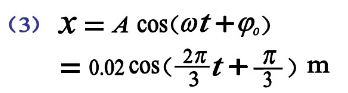 (3) x = A cos(ωt+φ₀)
= 0.02 cos(2π/3 t + π/3) m